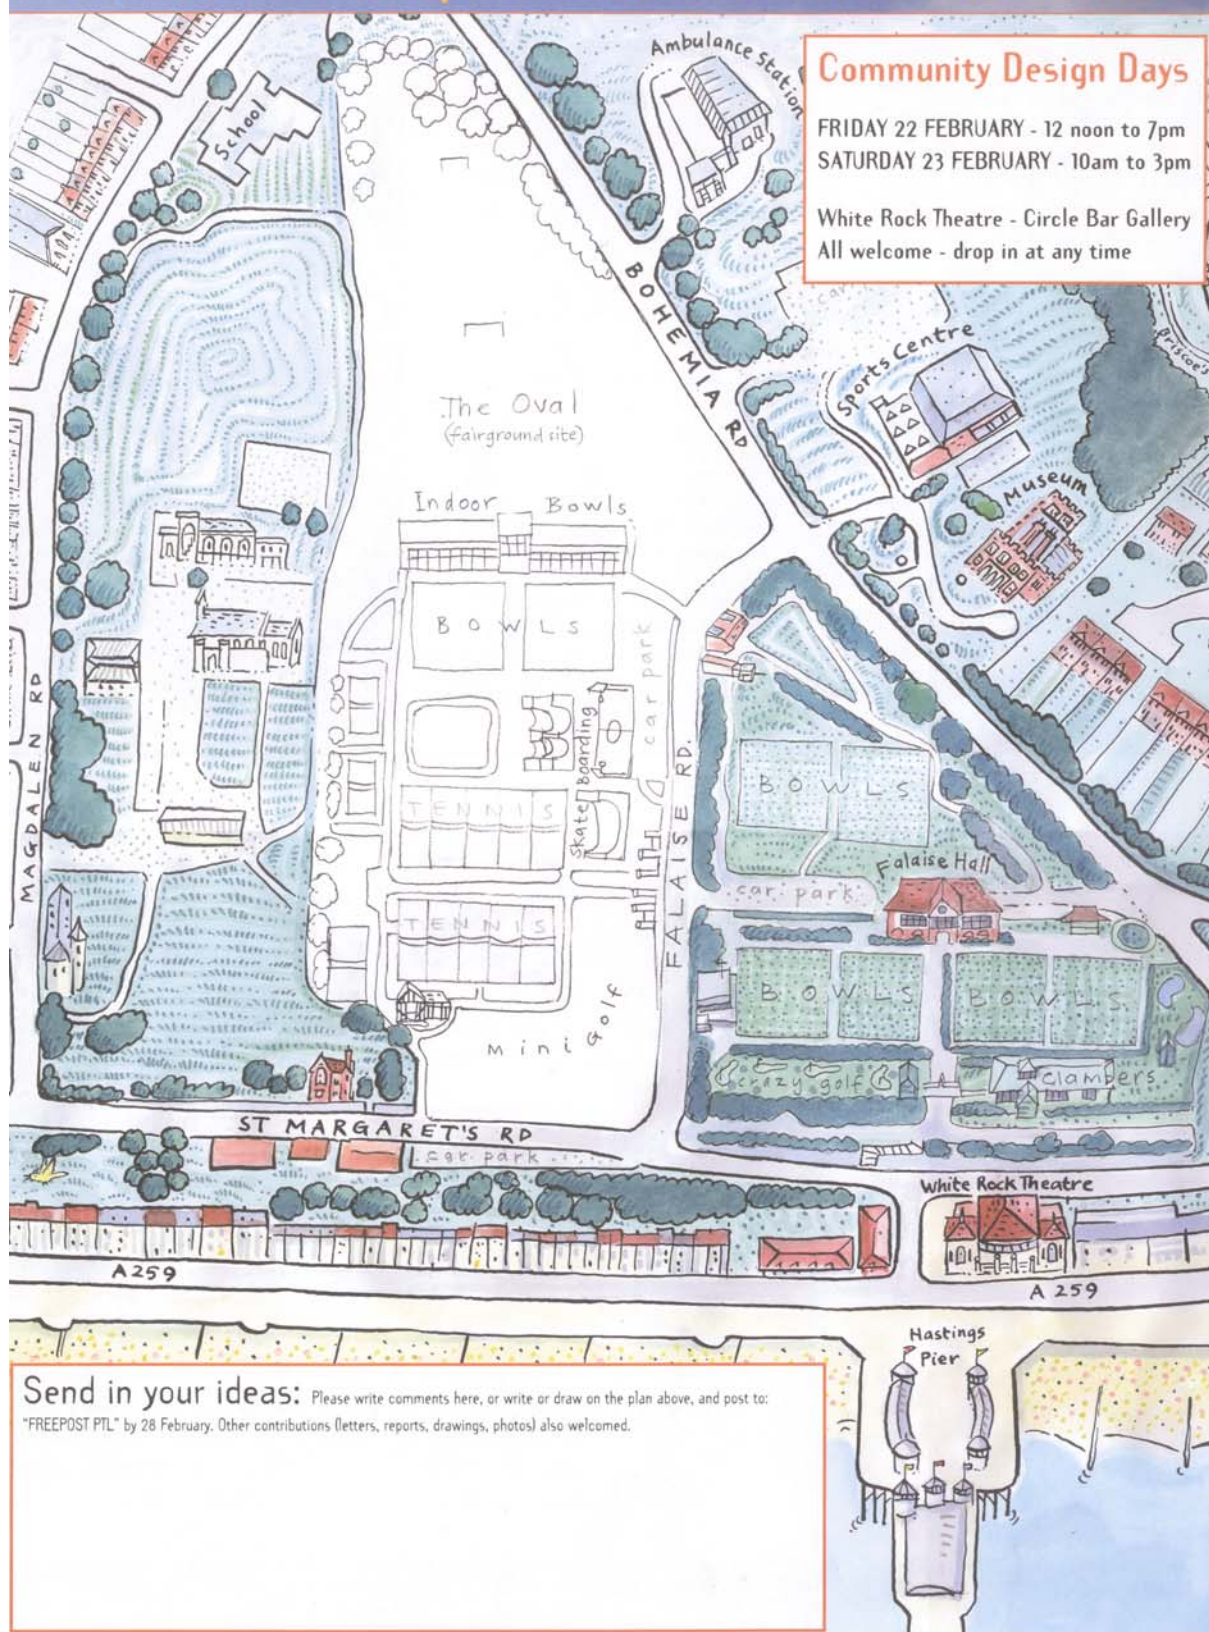 Community Design Days
FRIDAY 22 FEBRUARY - 12 noon to 7pm
SATURDAY 23 FEBRUARY - 10am to 3pm
White Rock Theatre - Circle Bar Gallery
All welcome - drop in at any time
Ambulance Station
School
BOHEMIA RD
car
Sports Centre
Briscoe's
Museum
The Oval
(fairground site)
Indoor Bowls
BOWLS
car park
MAGDALEN RD
Skate Boarding
TENNIS
TENNIS
FALAISE RD.
BOWLS
Falaise Hall
car park
BOWLS
BOWL
Mini Golf
crazy golf
Clambers
ST MARGARET'S RD
car park
White Rock Theatre
A259
A 259
Hastings
Pier
Send in your ideas: Please write comments here, or write or draw on the plan above, and post to:
"FREEPOST PTL" by 28 February. Other contributions (letters, reports, drawings, photos) also welcomed.